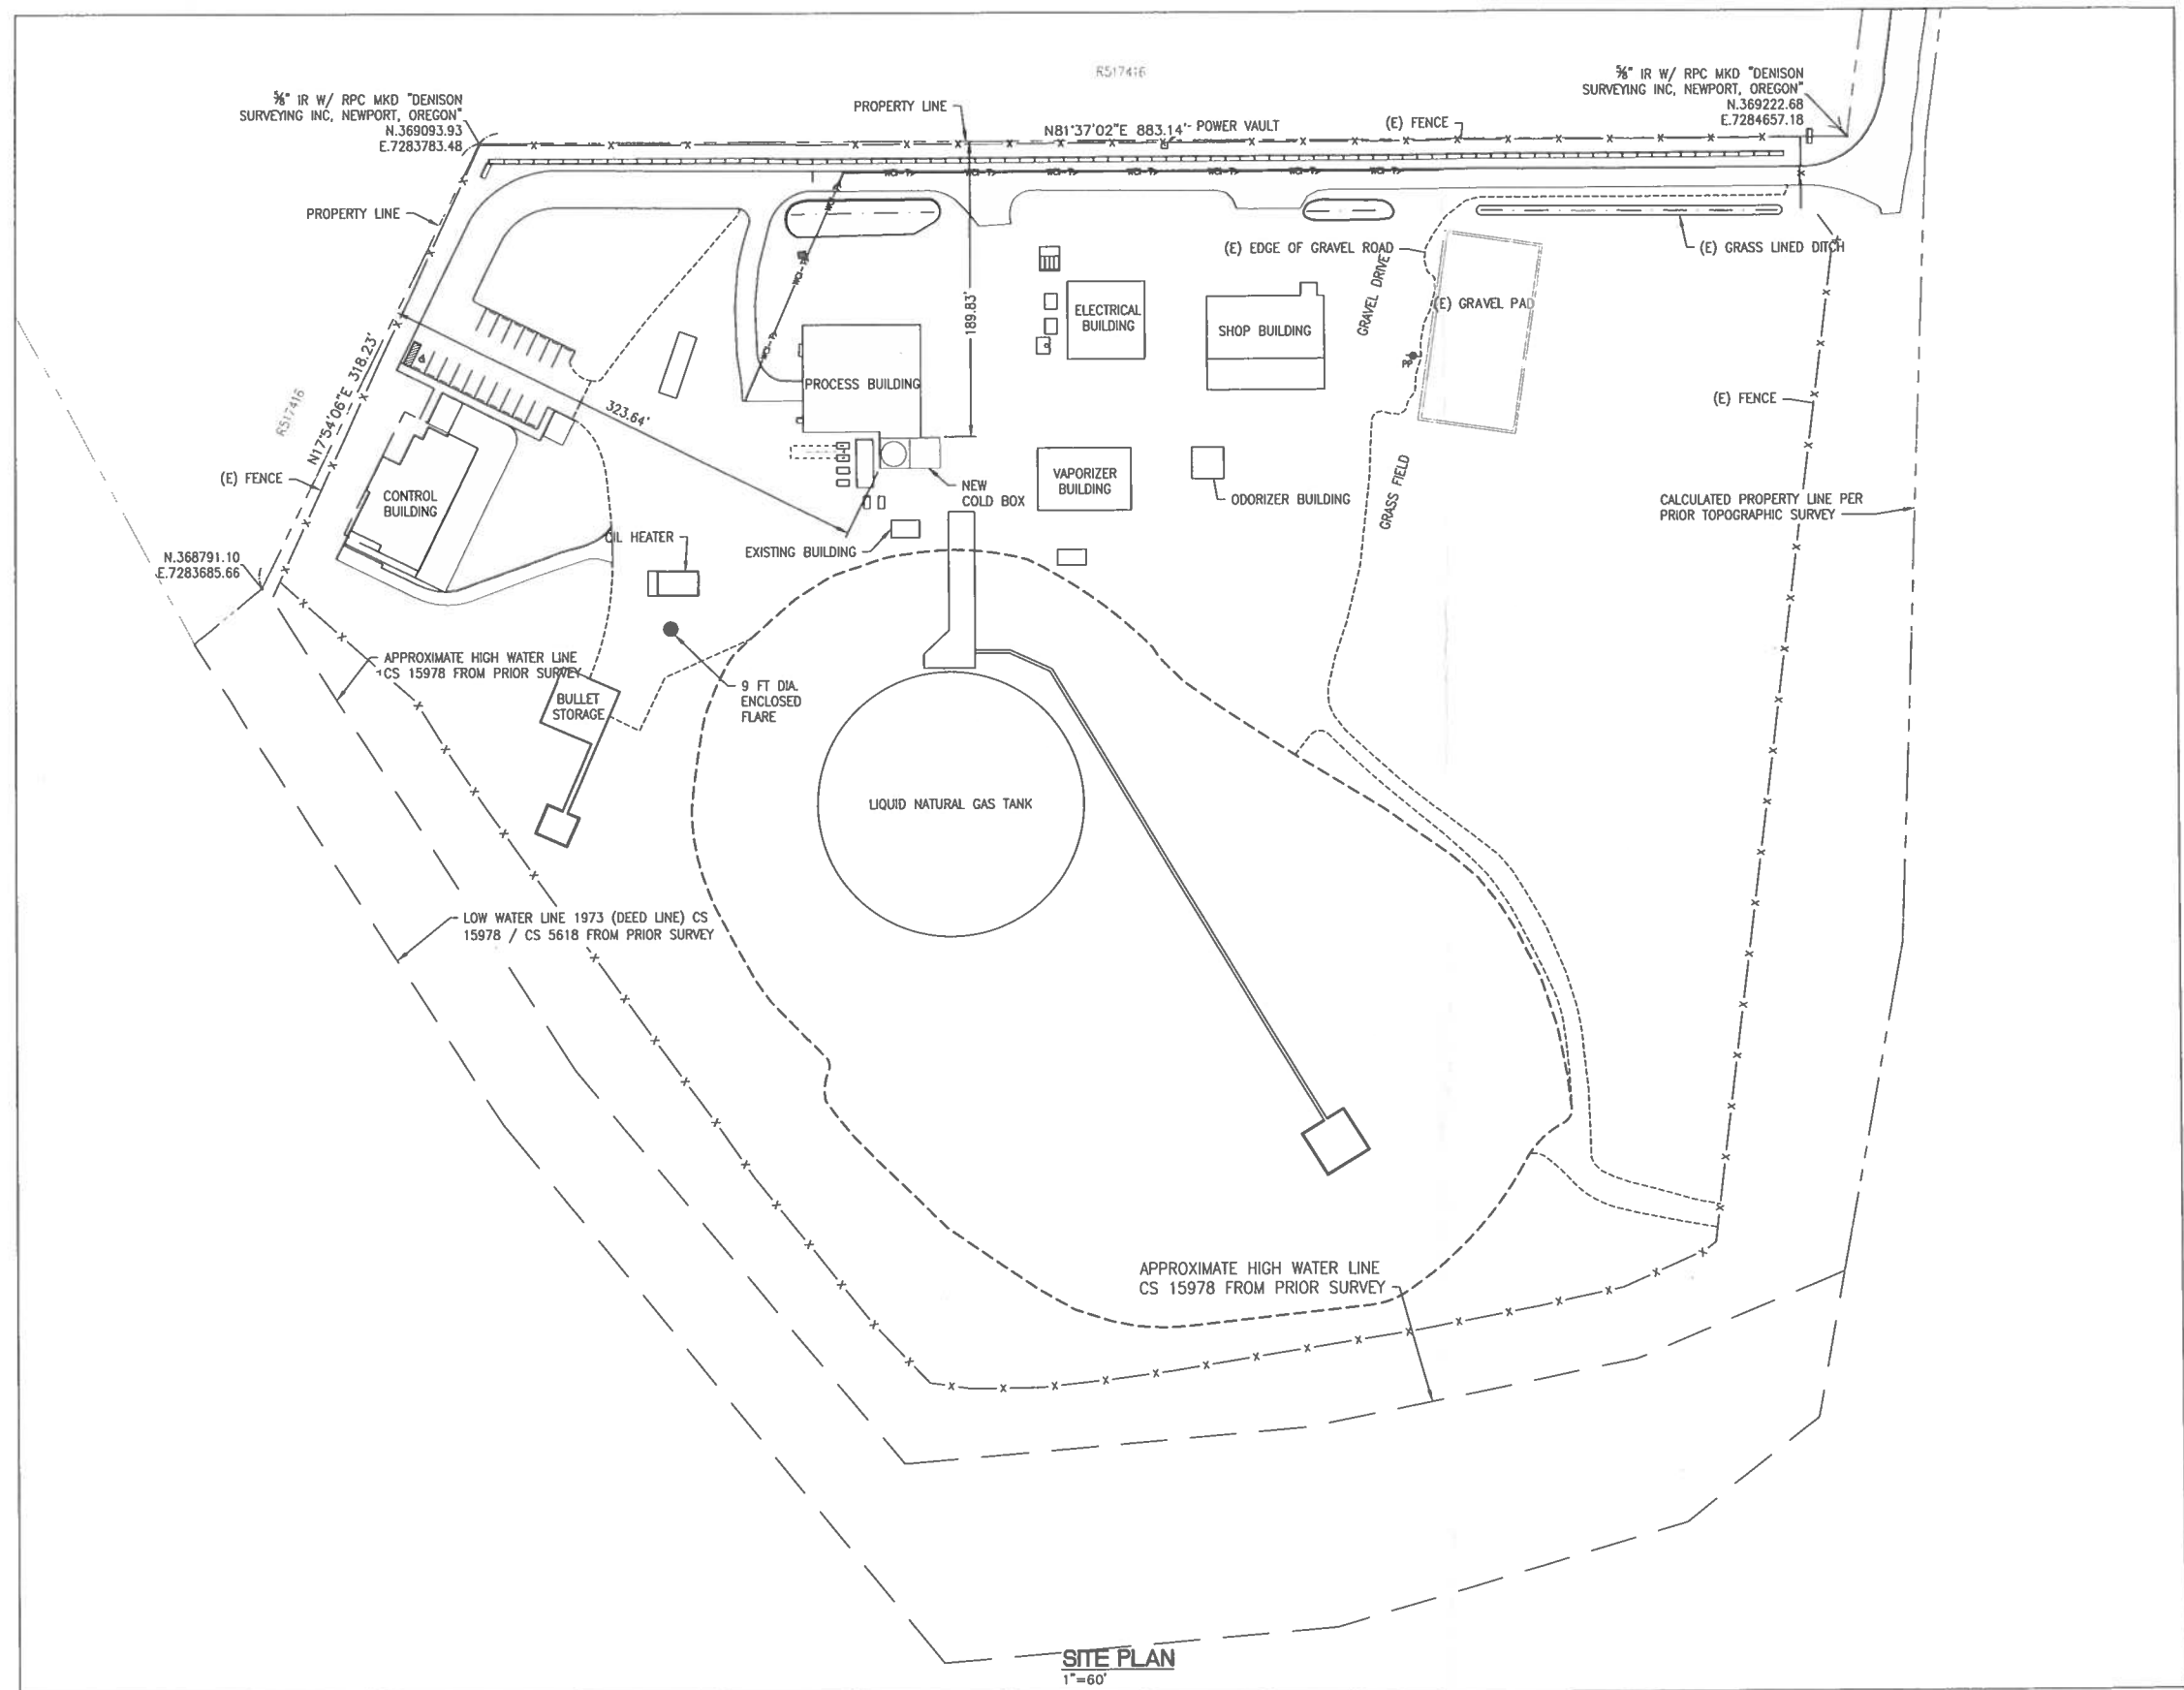 R517416
⅝" IR W/ RPC MKD "DENISON
SURVEYING INC, NEWPORT, OREGON"
N.369093.93
E.7283783.48
PROPERTY LINE
N81°37'02"E 883.14'
POWER VAULT
(E) FENCE
⅝" IR W/ RPC MKD "DENISON
SURVEYING INC, NEWPORT, OREGON"
N.369222.68
E.7284657.18
PROPERTY LINE
(E) EDGE OF GRAVEL ROAD
(E) GRASS LINED DITCH
GRAVEL DRIVE
(E) GRAVEL PAD
ELECTRICAL
BUILDING
SHOP BUILDING
189.83'
PROCESS BUILDING
323.64'
N17°54'06"E 318.23'
R517416
(E) FENCE
(E) FENCE
CONTROL
BUILDING
NEW
COLD BOX
VAPORIZER
BUILDING
ODORIZER BUILDING
GRASS FIELD
CALCULATED PROPERTY LINE PER
PRIOR TOPOGRAPHIC SURVEY
OIL HEATER
EXISTING BUILDING
N.368791.10
E.7283685.66
APPROXIMATE HIGH WATER LINE
CS 15978 FROM PRIOR SURVEY
BULLET
STORAGE
9 FT DIA.
ENCLOSED
FLARE
LIQUID NATURAL GAS TANK
LOW WATER LINE 1973 (DEED LINE) CS
15978 / CS 5618 FROM PRIOR SURVEY
APPROXIMATE HIGH WATER LINE
CS 15978 FROM PRIOR SURVEY
SITE PLAN
1"=60'